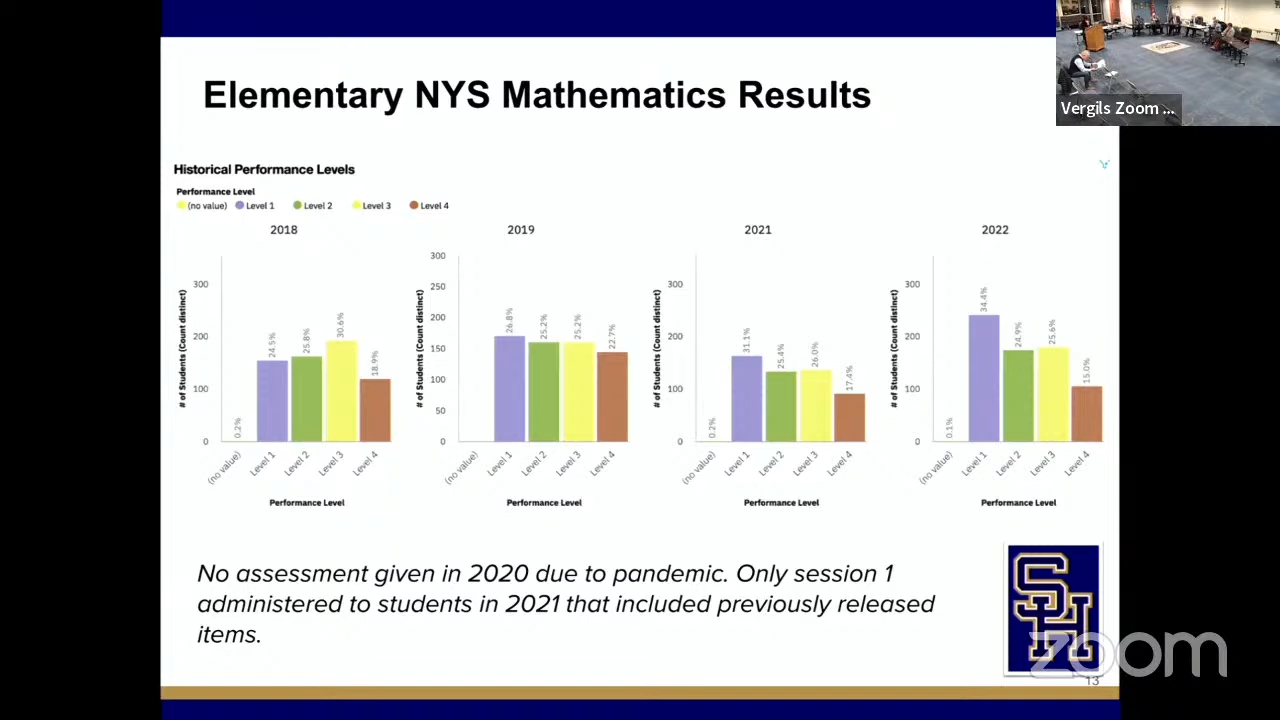 Elementary NYS Mathematics Results
Vergils Zoom ...
Historical Performance Levels
Performance Level
(no value) Level 1 Level 2 Level 3 Level 4
2018
# of Students (Count distinct)
300
200
100
0
0.2%
24.5%
25.8%
30.6%
18.9%
(no value)
Level 1
Level 2
Level 3
Level 4
Performance Level
2019
# of Students (Count distinct)
300
250
200
150
100
50
0
26.8%
25.2%
25.2%
22.7%
(no value)
Level 1
Level 2
Level 3
Level 4
Performance Level
2021
# of Students (Count distinct)
300
200
100
0
0.2%
31.1%
25.4%
26.0%
17.4%
(no value)
Level 1
Level 2
Level 3
Level 4
Performance Level
2022
# of Students (Count distinct)
300
200
100
0
0.1%
34.4%
24.9%
25.6%
15.0%
(no value)
Level 1
Level 2
Level 3
Level 4
Performance Level
No assessment given in 2020 due to pandemic. Only session 1
administered to students in 2021 that included previously released
items.
SH
zoom
13